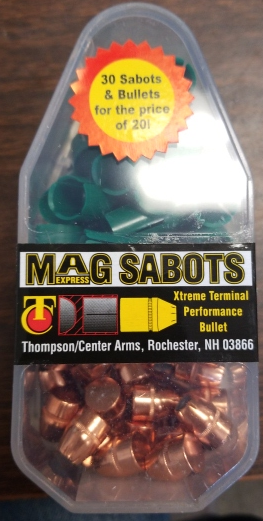 30 Sabots
& Bullets
for the price
of 20!
MAG SABOTS
EXPRESS
Xtreme Terminal
Performance
Bullet
Thompson/Center Arms, Rochester, NH 03866